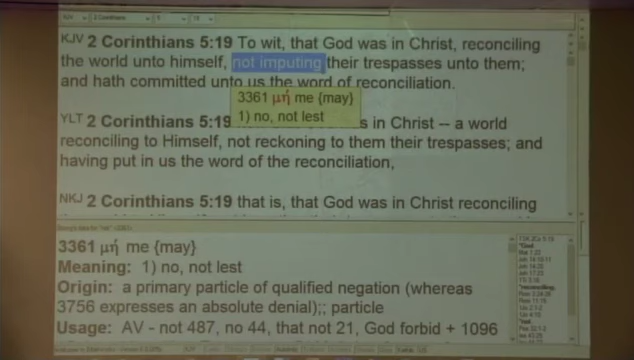 KJV 2 Corinthians 5:19 To wit, that God was in Christ, reconciling
the world unto himself, not imputing their trespasses unto them;
and hath committed unto us the word of reconciliation.
3361 μή me {may}
1) no, not lest
YLT 2 Corinthians 5:19 s in Christ -- a world
reconciling to Himself, not reckoning to them their trespasses; and
having put in us the word of the reconciliation,
NKJ 2 Corinthians 5:19 that is, that God was in Christ reconciling
3361 μή me {may}
Meaning: 1) no, not lest
Origin: a primary particle of qualified negation (whereas
3756 expresses an absolute denial);; particle
Usage: AV - not 487, no 44, that not 21, God forbid + 1096